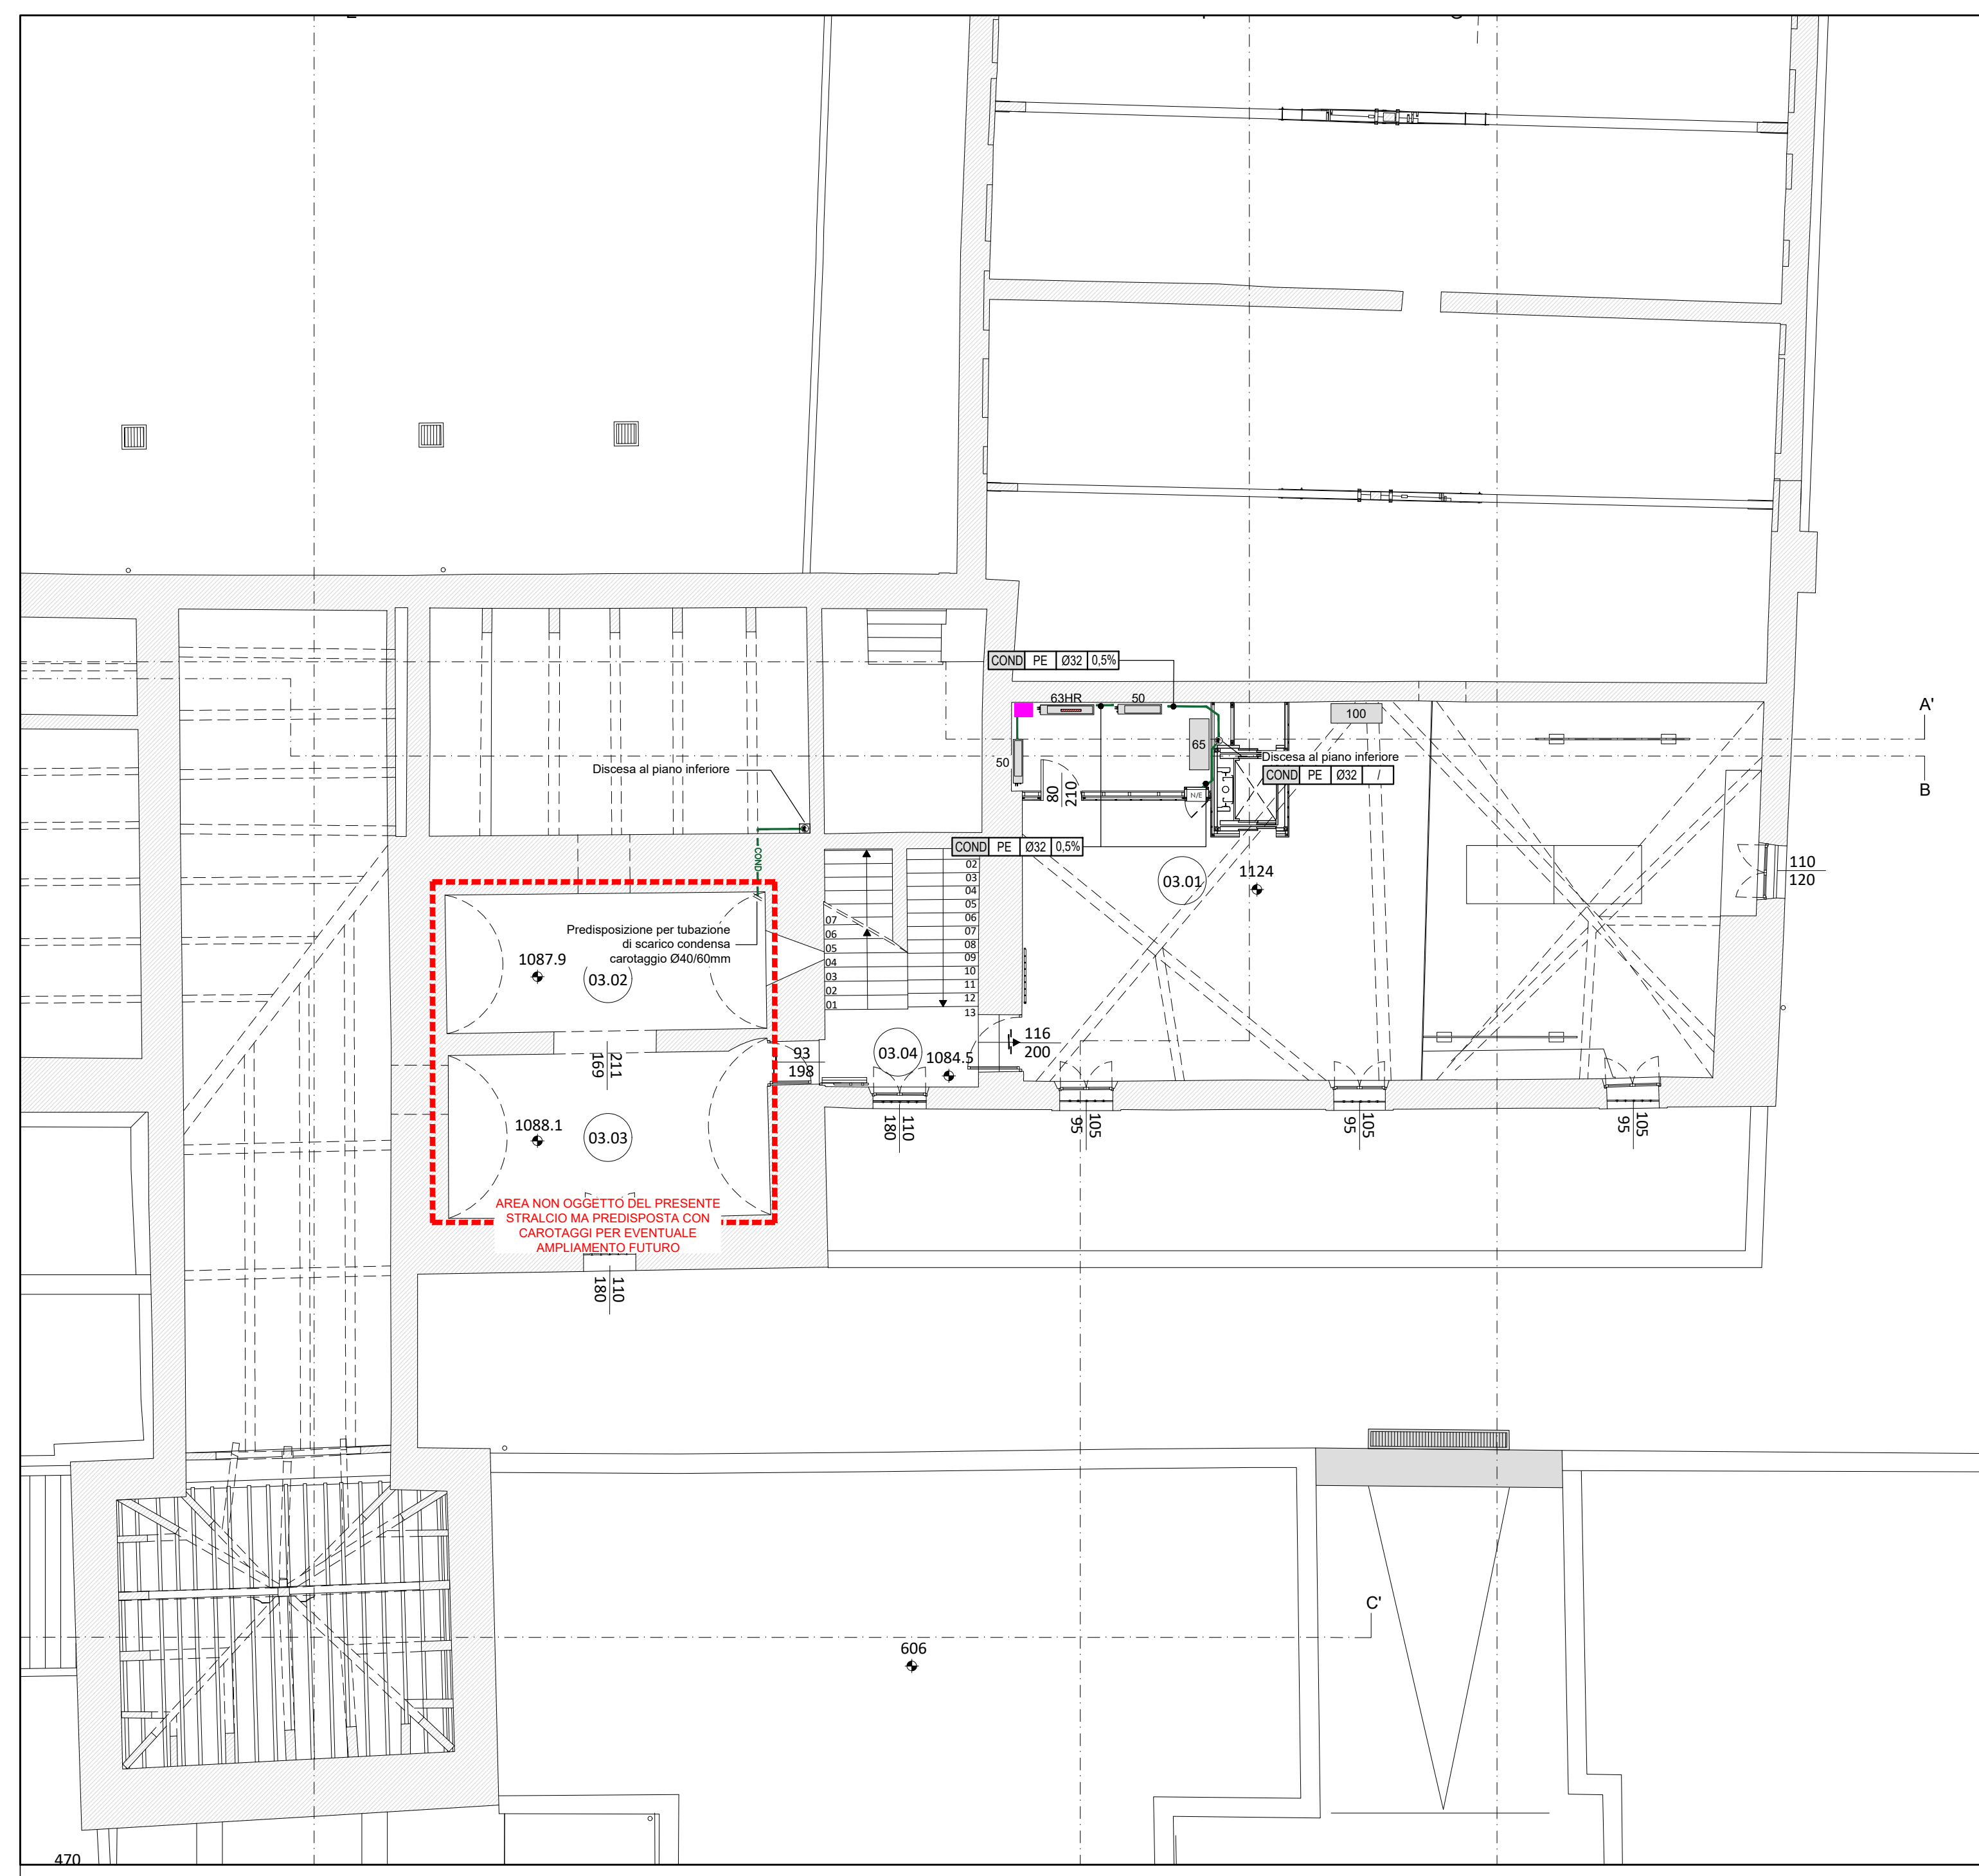 COND PE Ø32 0,5%
63HR
50
A'
100
65
Discesa al piano inferiore
50
Discesa al piano inferiore
COND PE Ø32 /
B
80
210
N/E
COND
COND PE Ø32 0,5%
02
03
04
05
06
07
08
09
10
11
12
13
07
06
05
04
03
02
01
03.01
1124
110
120
Predisposizione per tubazione
di scarico condensa
carotaggio Ø40/60mm
1087.9
03.02
116
200
93
198
03.04
1084.5
211
169
1088.1
03.03
110
180
105
95
105
95
105
95
AREA NON OGGETTO DEL PRESENTE
STRALCIO MA PREDISPOSTA CON
CAROTAGGI PER EVENTUALE
AMPLIAMENTO FUTURO
110
180
C'
606
470